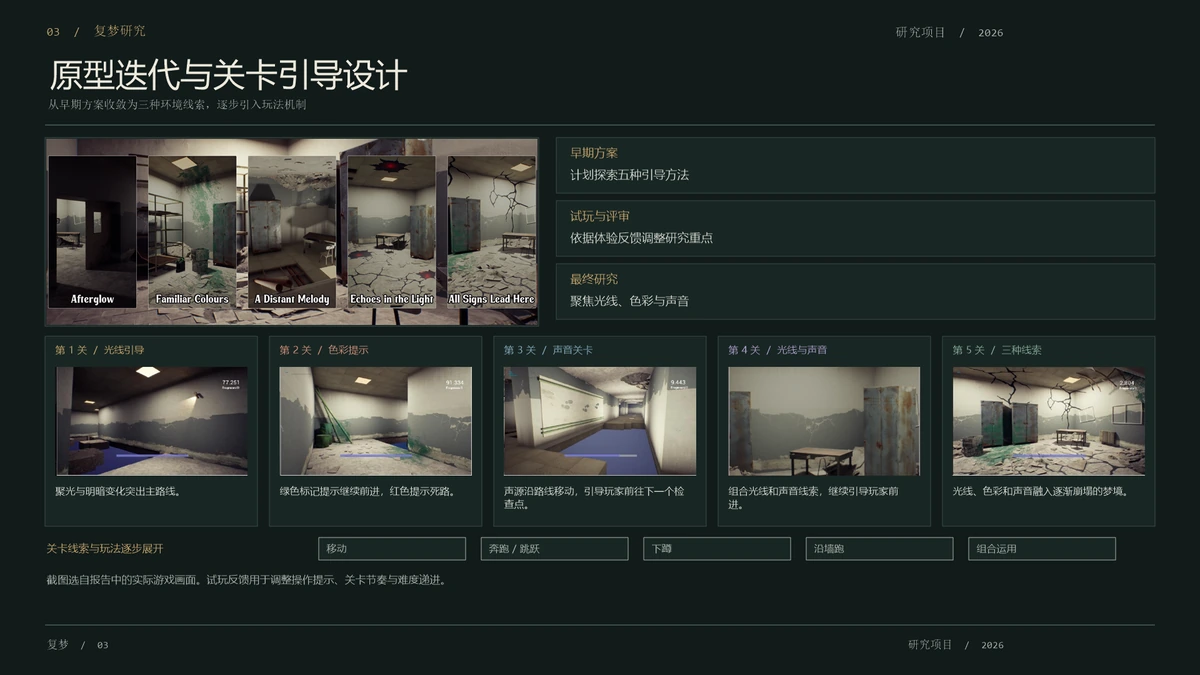 03 / 复梦研究
研究项目 / 2026
原型迭代与关卡引导设计
从早期方案收敛为三种环境线索，逐步引入玩法机制
Afterglow
Familiar Colours
A Distant Melody
Echoes in the Light
All Signs Lead Here
早期方案
计划探索五种引导方法
试玩与评审
依据体验反馈调整研究重点
最终研究
聚焦光线、色彩与声音
第 1 关 / 光线引导
77.251
聚光与明暗变化突出主路线。
第 2 关 / 色彩提示
绿色标记提示继续前进，红色提示死路。
第 3 关 / 声音关卡
9.443
声源沿路线移动，引导玩家前往下一个检
查点。
第 4 关 / 光线与声音
组合光线和声音线索，继续引导玩家前
进。
第 5 关 / 三种线索
光线、色彩和声音融入逐渐崩塌的梦境。
关卡线索与玩法逐步展开
移动
奔跑 / 跳跃
下蹲
沿墙跑
组合运用
截图选自报告中的实际游戏画面。试玩反馈用于调整操作提示、关卡节奏与难度递进。
复梦 / 03
研究项目 / 2026